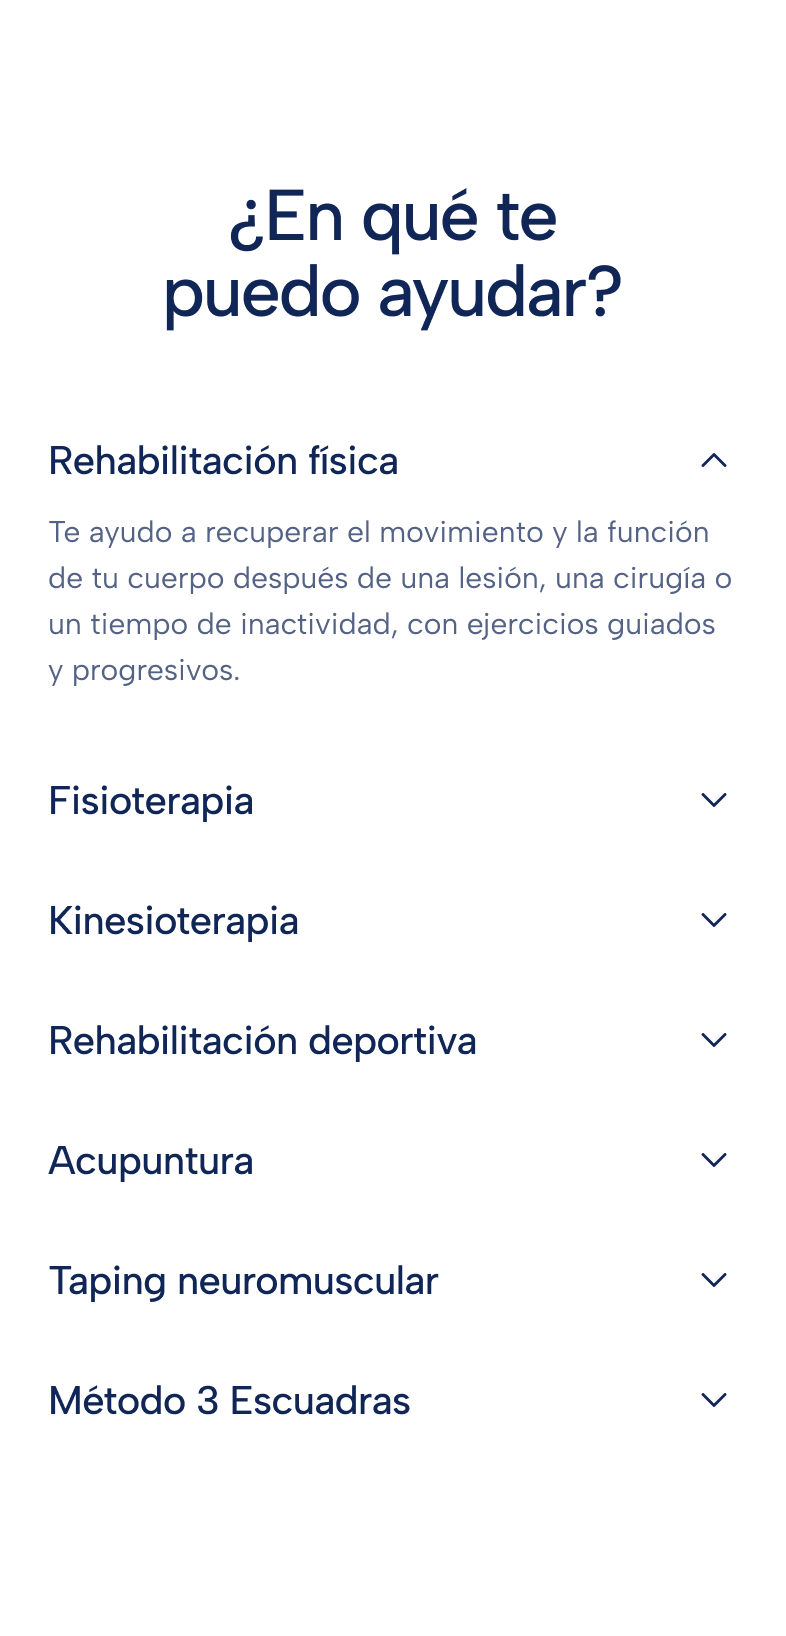 ¿En qué te
puedo ayudar?
Rehabilitación física
Te ayudo a recuperar el movimiento y la función
de tu cuerpo después de una lesión, una cirugía o
un tiempo de inactividad, con ejercicios guiados
y progresivos.
Fisioterapia
Kinesioterapia
Rehabilitación deportiva
Acupuntura
Taping neuromuscular
Método 3 Escuadras